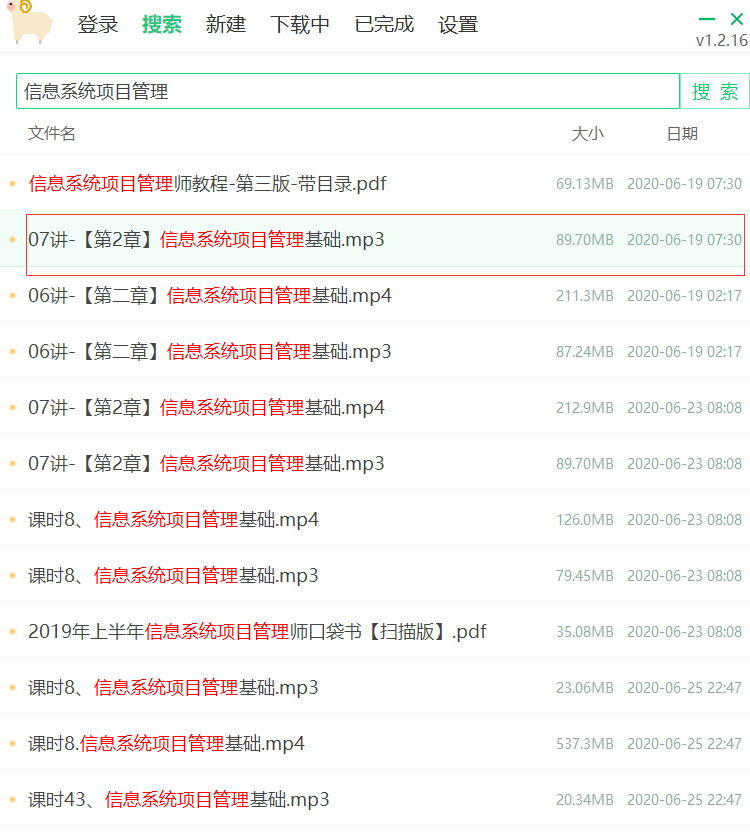 登录 搜索 新建 下载中 已完成 设置
v1.2.16
信息系统项目管理 搜 索
文件名 大小 日期
信息系统项目管理师教程-第三版-带目录.pdf 69.13MB 2020-06-19 07:30
07讲-【第2章】信息系统项目管理基础.mp3 89.70MB 2020-06-19 07:30
06讲-【第二章】信息系统项目管理基础.mp4 211.3MB 2020-06-19 02:17
06讲-【第二章】信息系统项目管理基础.mp3 87.24MB 2020-06-19 02:17
07讲-【第2章】信息系统项目管理基础.mp4 212.9MB 2020-06-23 08:08
07讲-【第2章】信息系统项目管理基础.mp3 89.70MB 2020-06-23 08:08
课时8、信息系统项目管理基础.mp4 126.0MB 2020-06-23 08:08
课时8、信息系统项目管理基础.mp3 79.45MB 2020-06-23 08:08
2019年上半年信息系统项目管理师口袋书【扫描版】.pdf 35.08MB 2020-06-23 08:08
课时8、信息系统项目管理基础.mp3 23.06MB 2020-06-25 22:47
课时8.信息系统项目管理基础.mp4 537.3MB 2020-06-25 22:47
课时43、信息系统项目管理基础.mp3 20.34MB 2020-06-25 22:47